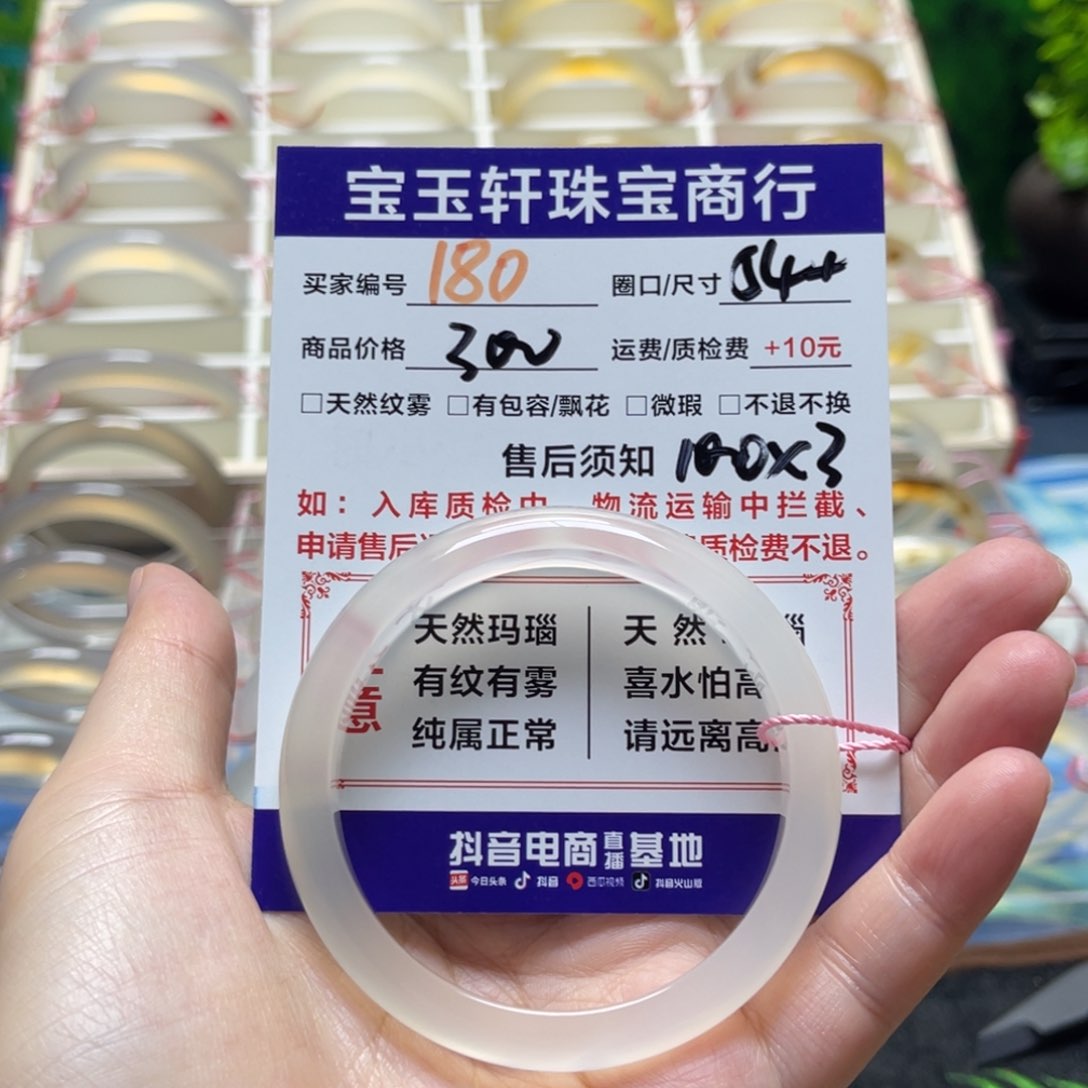 宝玉轩珠宝商行
买家编号 180 圈口/尺寸 54++
商品价格 300 运费/质检费 +10元
□天然纹雾 □有包容/飘花 □微瑕 □不退不换
售后须知 100x3
如：入库质检中、物流运输中拦截、
申请售后 质检费不退。
意
天然玛瑙 天然 瑙
有纹有雾 喜水怕高
纯属正常 请远离高
抖音电商直播基地
头条 今日头条 抖音 西瓜视频 抖音火山版